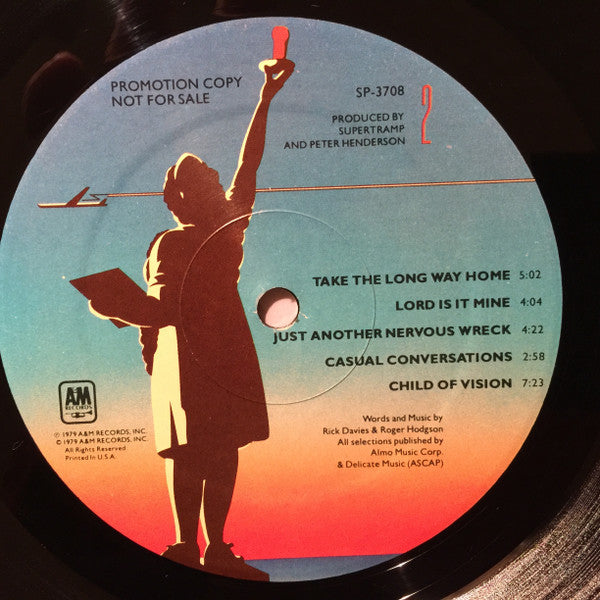 PROMOTION COPY
NOT FOR SALE
SP-3708
2
PRODUCED BY
SUPERTRAMP
AND PETER HENDERSON
TAKE THE LONG WAY HOME 5:02
LORD IS IT MINE 4:04
JUST ANOTHER NERVOUS WRECK 4:22
CASUAL CONVERSATIONS 2:58
CHILD OF VISION 7:23
Words and Music by
Rick Davies & Roger Hodgson
All selections published by
Almo Music Corp.
& Delicate Music (ASCAP)
A&M
RECORDS
℗ 1979 A&M RECORDS, INC.
© 1979 A&M RECORDS, INC.
All Rights Reserved
Printed in U.S.A.